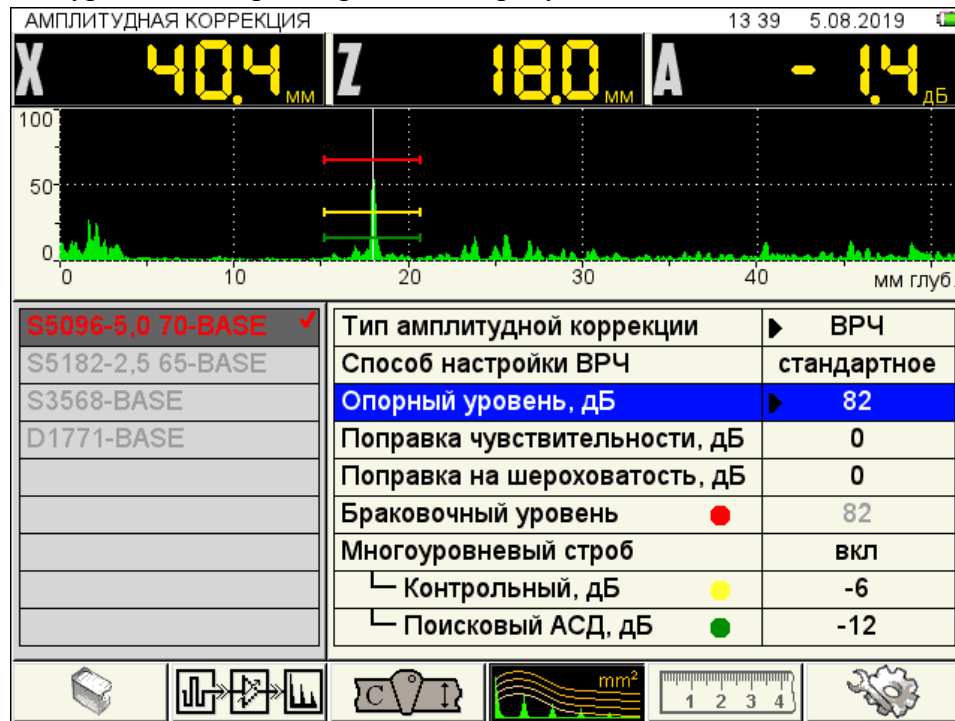 АМПЛИТУДНАЯ КОРРЕКЦИЯ 13 39 5.08.2019
X 40.4 мм Z 18.0 мм A - 1.4 дБ
100
50
0
0 10 20 30 40 мм глуб.
S5096-5,0 70-BASE
S5182-2,5 65-BASE
S3568-BASE
D1771-BASE
Тип амплитудной коррекции ВРЧ
Способ настройки ВРЧ стандартное
Опорный уровень, дБ 82
Поправка чувствительности, дБ 0
Поправка на шероховатость, дБ 0
Браковочный уровень 82
Многоуровневый строб вкл
Контрольный, дБ -6
Поисковый АСД, дБ -12
C mm² 1 2 3 4